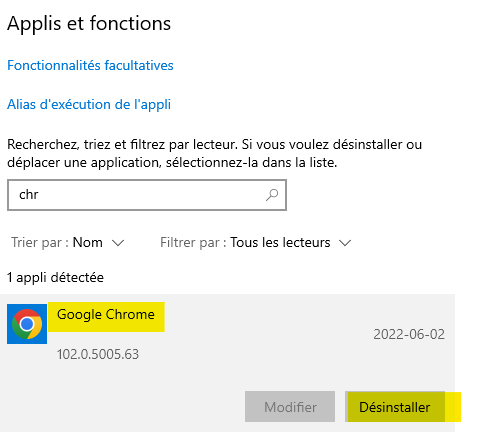 Applis et fonctions
Fonctionnalités facultatives
Alias d'exécution de l'appli
Recherchez, triez et filtrez par lecteur. Si vous voulez désinstaller ou
déplacer une application, sélectionnez-la dans la liste.
chr
Trier par : Nom Filtrer par : Tous les lecteurs
1 appli détectée
Google Chrome
2022-06-02
102.0.5005.63
Modifier Désinstaller